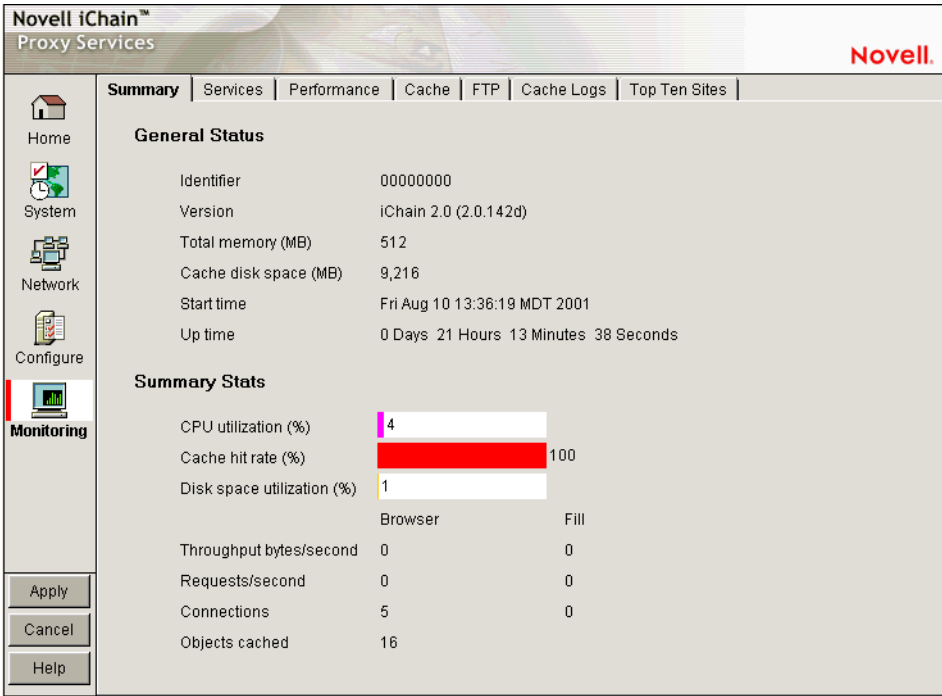 Novell iChain™
Proxy Services
Novell.
Summary Services Performance Cache FTP Cache Logs Top Ten Sites
Home
System
Network
Configure
Monitoring
General Status
Identifier 00000000
Version iChain 2.0 (2.0.142d)
Total memory (MB) 512
Cache disk space (MB) 9,216
Start time Fri Aug 10 13:36:19 MDT 2001
Up time 0 Days 21 Hours 13 Minutes 38 Seconds
Summary Stats
CPU utilization (%) 4
Cache hit rate (%) 100
Disk space utilization (%) 1
Browser Fill
Throughput bytes/second 0 0
Requests/second 0 0
Connections 5 0
Objects cached 16
Apply
Cancel
Help